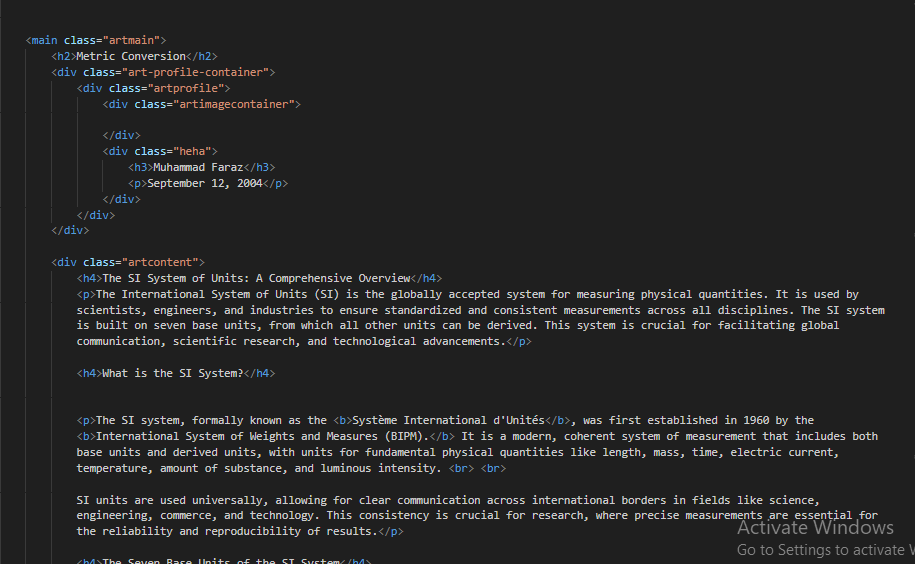 <main class="artmain">
<h2>Metric Conversion</h2>
<div class="art-profile-container">
<div class="artprofile">
<div class="artimagecontainer">
</div>
<div class="heha">
<h3>Muhammad Faraz</h3>
<p>September 12, 2004</p>
</div>
</div>
</div>
<div class="artcontent">
<h4>The SI System of Units: A Comprehensive Overview</h4>
<p>The International System of Units (SI) is the globally accepted system for measuring physical quantities. It is used by
scientists, engineers, and industries to ensure standardized and consistent measurements across all disciplines. The SI system
is built on seven base units, from which all other units can be derived. This system is crucial for facilitating global
communication, scientific research, and technological advancements.</p>
<h4>What is the SI System?</h4>
<p>The SI system, formally known as the <b>Système International d'Unités</b>, was first established in 1960 by the
<b>International System of Weights and Measures (BIPM).</b> It is a modern, coherent system of measurement that includes both
base units and derived units, with units for fundamental physical quantities like length, mass, time, electric current,
temperature, amount of substance, and luminous intensity. <br> <br>
SI units are used universally, allowing for clear communication across international borders in fields like science,
engineering, commerce, and technology. This consistency is crucial for research, where precise measurements are essential for
the reliability and reproducibility of results.</p>
<h4>The Seven Base Units of the SI System</h4>
Activate Windows
Go to Settings to activate W